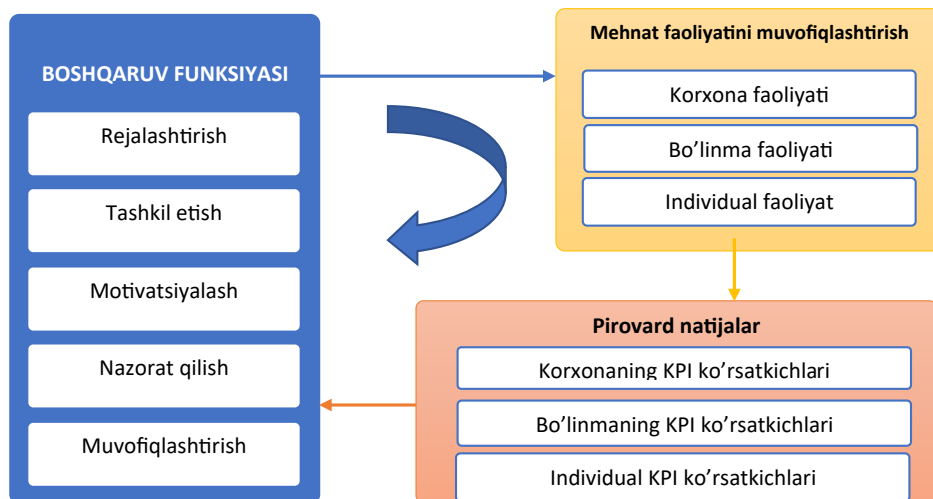 BOSHQARUV FUNKSIYASI
Rejalashtirish
Tashkil etish
Motivatsiyalash
Nazorat qilish
Muvofiqlashtirish
Mehnat faoliyatini muvofiqlashtirish
Korxona faoliyati
Bo’linma faoliyati
Individual faoliyat
Pirovard natijalar
Korxonaning KPI ko’rsatkichlari
Bo’linmaning KPI ko’rsatkichlari
Individual KPI ko’rsatkichlari